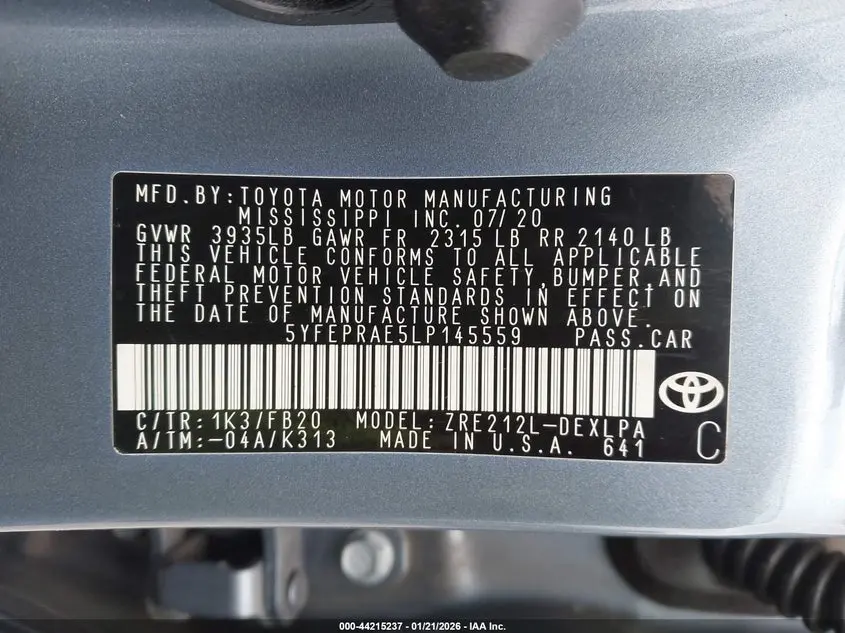 MFD.BY:TOYOTA MOTOR MANUFACTURING
MISSISSIPPI INC. 07/20
GVWR 3935LB GAWR FR 2315 LB RR 2140 LB
THIS VEHICLE CONFORMS TO ALL APPLICABLE
FEDERAL MOTOR VEHICLE SAFETY,BUMPER,AND
THEFT PREVENTION STANDARDS IN EFFECT ON
THE DATE OF MANUFACTURE SHOWN ABOVE.
5YFEPRAE5LP145559 PASS.CAR
C/TR:1K3/FB20 MODEL:ZRE212L-DEXLPA
A/TM:-04A/K313 MADE IN U.S.A. 641
C
000-44215237 - 01/21/2026 - IAA Inc.